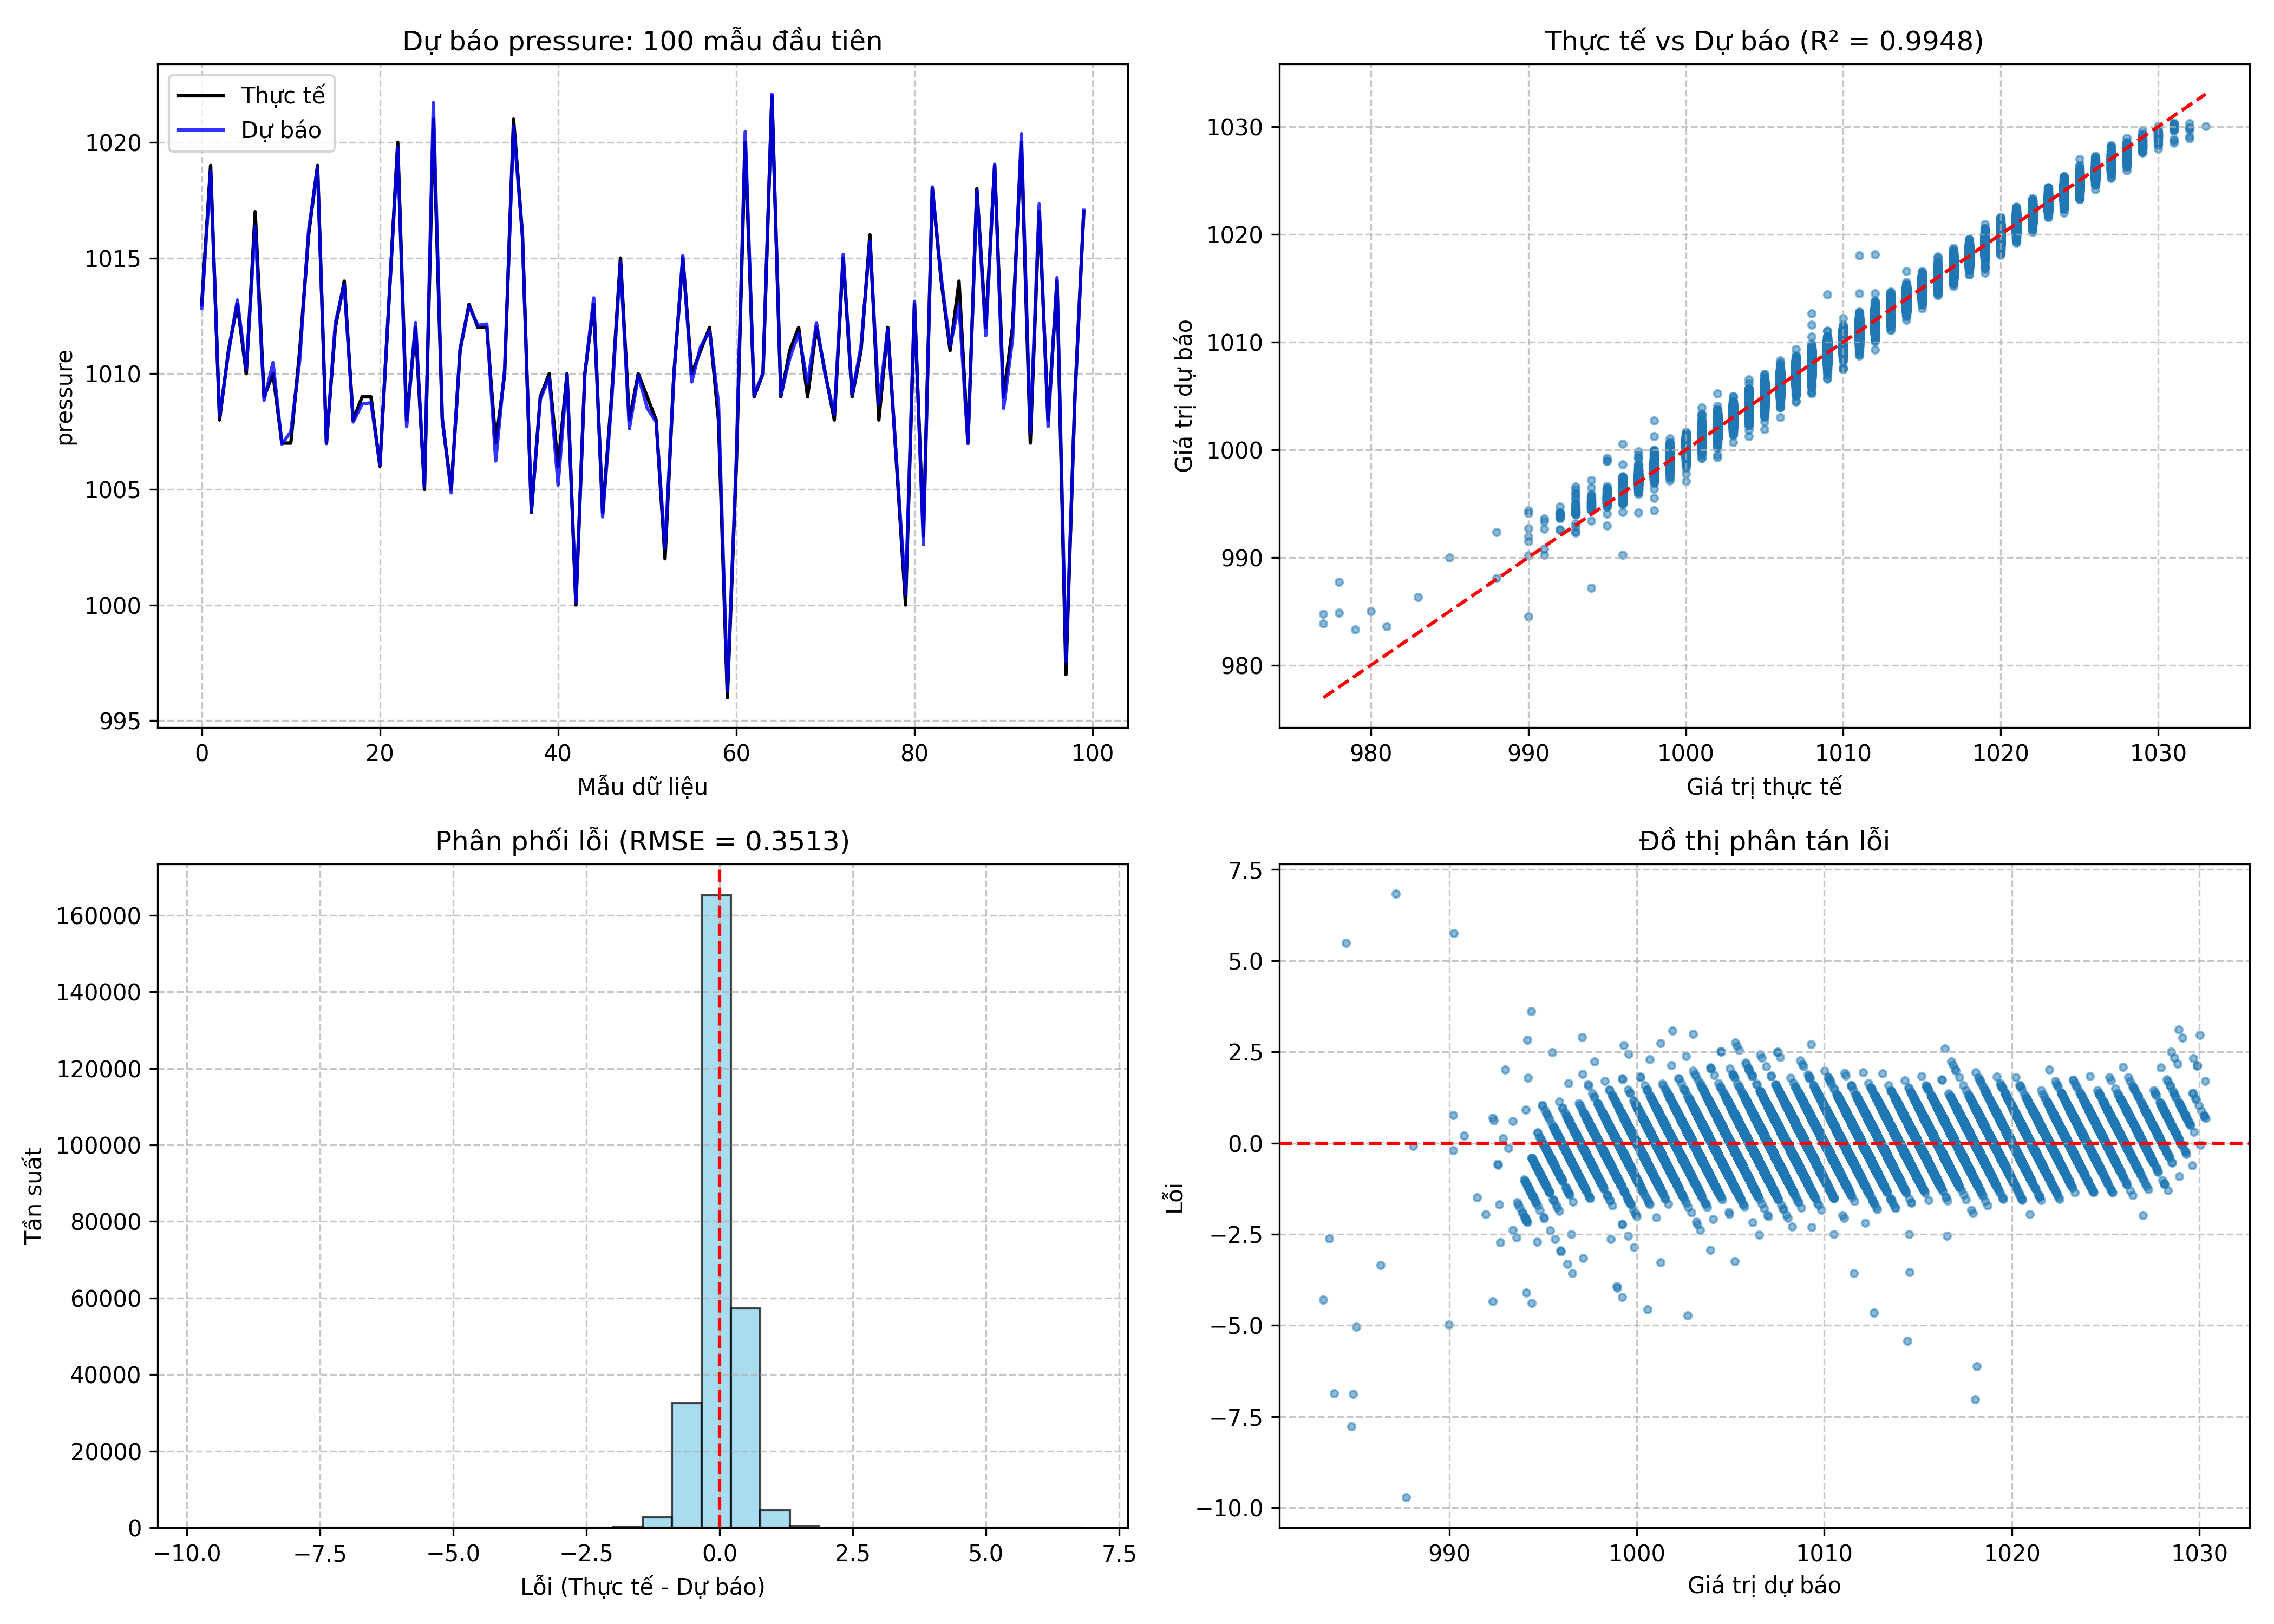 Dự báo pressure: 100 mẫu đầu tiên
Thực tế
Dự báo
1020
1015
1010
1005
1000
995
pressure
0 20 40 60 80 100
Mẫu dữ liệu
Thực tế vs Dự báo (R² = 0.9948)
1030
1020
1010
1000
990
980
Giá trị dự báo
980 990 1000 1010 1020 1030
Giá trị thực tế
Phân phối lỗi (RMSE = 0.3513)
160000
140000
120000
100000
80000
60000
40000
20000
0
Tần suất
−10.0 −7.5 −5.0 −2.5 0.0 2.5 5.0 7.5
Lỗi (Thực tế - Dự báo)
Đồ thị phân tán lỗi
7.5
5.0
2.5
0.0
−2.5
−5.0
−7.5
−10.0
Lỗi
990 1000 1010 1020 1030
Giá trị dự báo